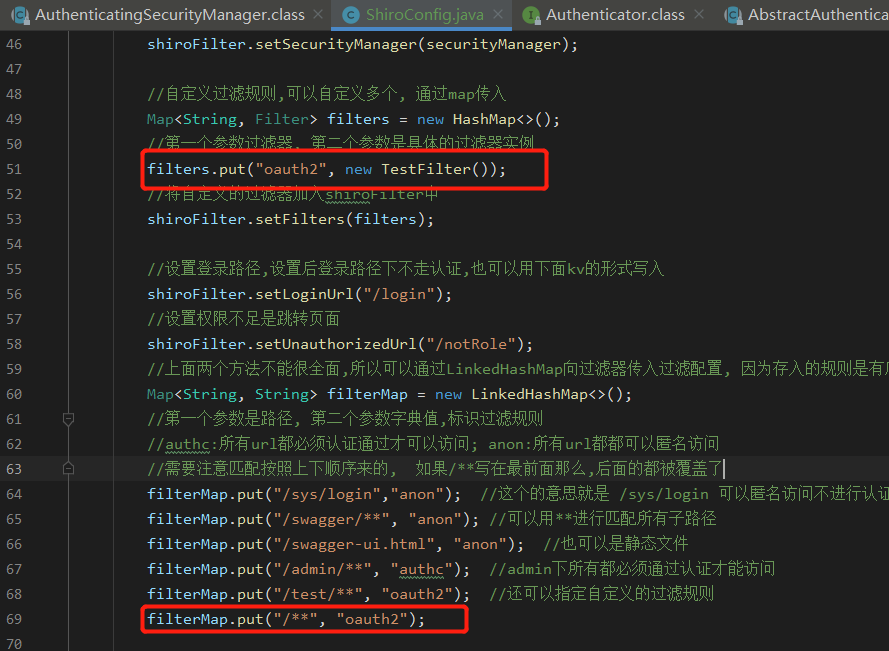 AuthenticatingSecurityManager.class × ShiroConfig.java × Authenticator.class × AbstractAuthentica
46 shiroFilter.setSecurityManager(securityManager);
47
48 //自定义过滤规则,可以自定义多个, 通过map传入
49 Map<String, Filter> filters = new HashMap<>();
50 //第一个参数过滤器, 第二个参数是具体的过滤器实例
51 filters.put("oauth2", new TestFilter());
52 //将自定义的过滤器加入shiroFilter中
53 shiroFilter.setFilters(filters);
54
55 //设置登录路径,设置后登录路径下不走认证,也可以用下面kv的形式写入
56 shiroFilter.setLoginUrl("/login");
57 //设置权限不足是跳转页面
58 shiroFilter.setUnauthorizedUrl("/notRole");
59 //上面两个方法不能很全面,所以可以通过LinkedHashMap向过滤器传入过滤配置, 因为存入的规则是有
60 Map<String, String> filterMap = new LinkedHashMap<>();
61 //第一个参数是路径, 第二个参数字典值,标识过滤规则
62 //authc:所有url都必须认证通过才可以访问; anon:所有url都都可以匿名访问
63 //需要注意匹配按照上下顺序来的, 如果/**写在最前面那么,后面的都被覆盖了
64 filterMap.put("/sys/login","anon"); //这个的意思就是 /sys/login 可以匿名访问不进行认证
65 filterMap.put("/swagger/**", "anon"); //可以用**进行匹配所有子路径
66 filterMap.put("/swagger-ui.html", "anon"); //也可以是静态文件
67 filterMap.put("/admin/**", "authc"); //admin下所有都必须通过认证才能访问
68 filterMap.put("/test/**", "oauth2"); //还可以指定自定义的过滤规则
69 filterMap.put("/**", "oauth2");
70